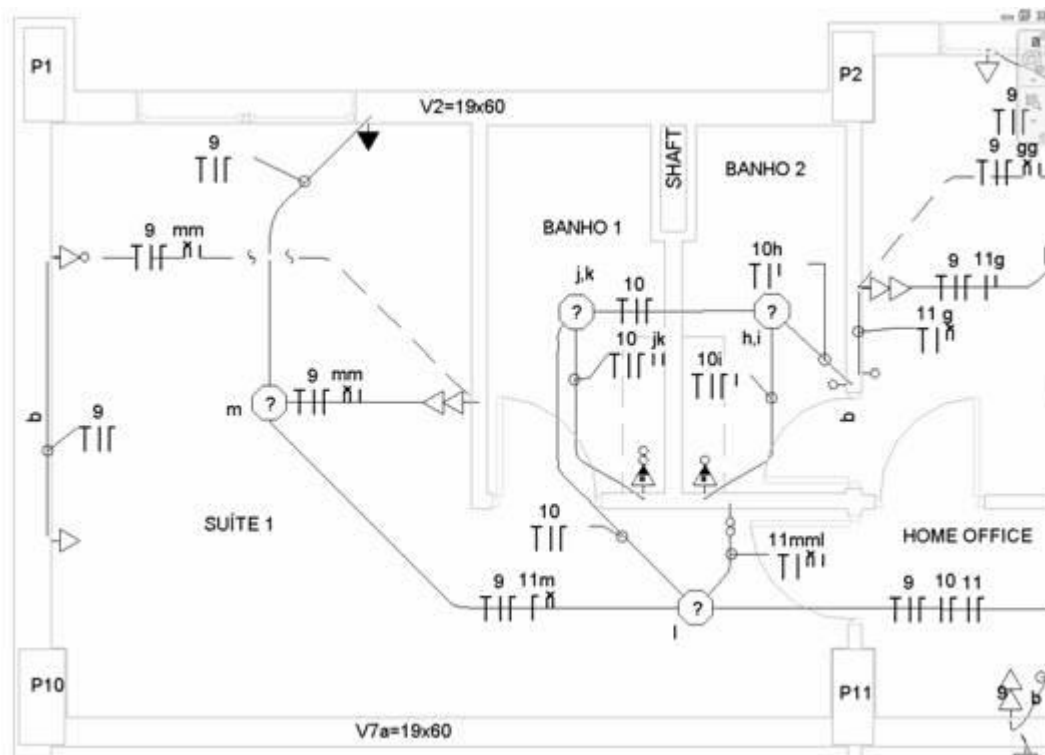 P1
P2
V2=19x60
9
9
SHAFT
BANHO 2
9 gg
9
BANHO 1
9 mm
10h
9 11g
j,k
10
?
?
11 g
h,i
10 jk
10i
9 mm
m
?
b
9
b
SUÍTE 1
10
HOME OFFICE
11mml
9 11m
9 10 11
?
l
P10
P11
9 b
V7a=19x60